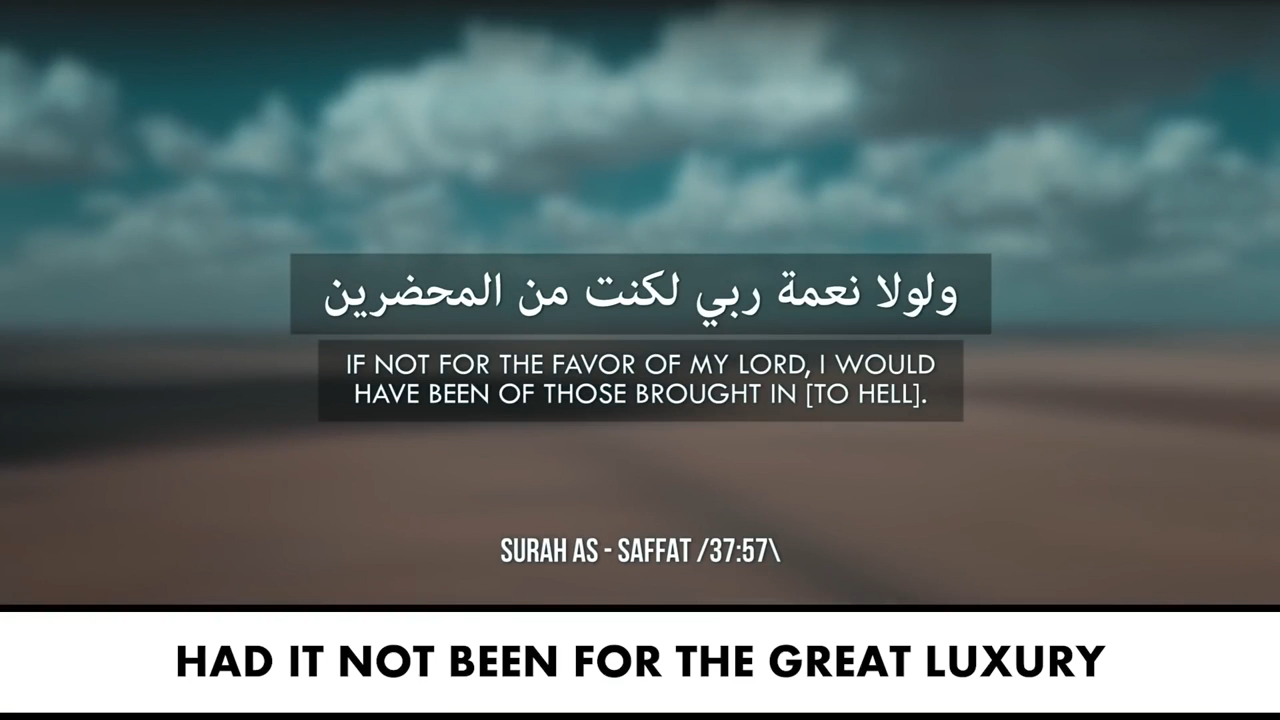 ولولا نعمة ربي لكنت من المحضرين
IF NOT FOR THE FAVOR OF MY LORD, I WOULD
HAVE BEEN OF THOSE BROUGHT IN [TO HELL].
SURAH AS - SAFFAT /37:57\
HAD IT NOT BEEN FOR THE GREAT LUXURY